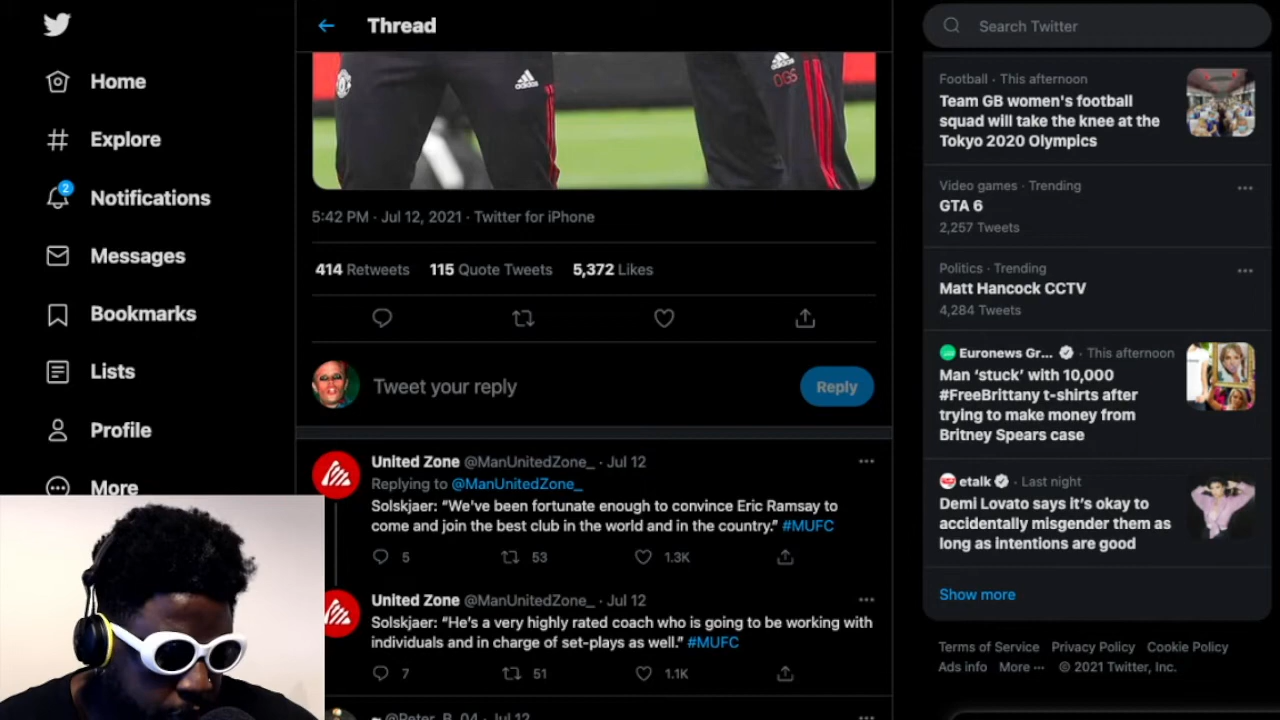 Home
Explore
2
Notifications
Messages
Bookmarks
Lists
Profile
More
Thread
DGS
5:42 PM · Jul 12, 2021 · Twitter for iPhone
414 Retweets 115 Quote Tweets 5,372 Likes
Tweet your reply
Reply
United Zone @ManUnitedZone_ · Jul 12
Replying to @ManUnitedZone_
Solskjaer: “We’ve been fortunate enough to convince Eric Ramsay to
come and join the best club in the world and in the country.” #MUFC
5 53 1.3K
United Zone @ManUnitedZone_ · Jul 12
Solskjaer: “He’s a very highly rated coach who is going to be working with
individuals and in charge of set-plays as well.” #MUFC
7 51 1.1K
@Peter_B_04 · Jul 12
Search Twitter
Football · This afternoon
Team GB women's football
squad will take the knee at the
Tokyo 2020 Olympics
Video games · Trending
GTA 6
2,257 Tweets
Politics · Trending
Matt Hancock CCTV
4,284 Tweets
Euronews Gr... · This afternoon
Man ‘stuck’ with 10,000
#FreeBrittany t-shirts after
trying to make money from
Britney Spears case
etalk · Last night
Demi Lovato says it’s okay to
accidentally misgender them as
long as intentions are good
Show more
Terms of Service Privacy Policy Cookie Policy
Ads info More ··· © 2021 Twitter, Inc.